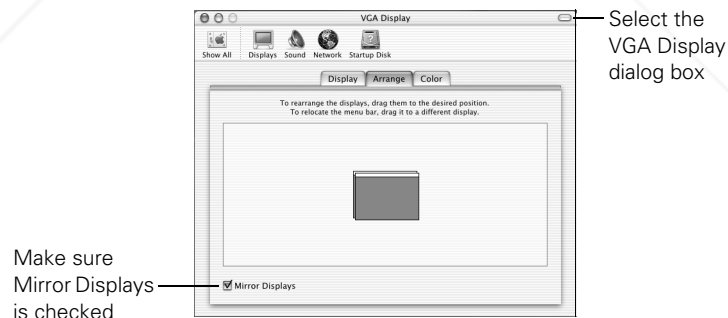 VGA Display
Select the
VGA Display
dialog box
Show All
Displays
Sound
Network
Startup Disk
Display
Arrange
Color
To rearrange the displays, drag them to the desired position.
To relocate the menu bar, drag it to a different display.
Make sure
Mirror Displays
is checked
Mirror Displays